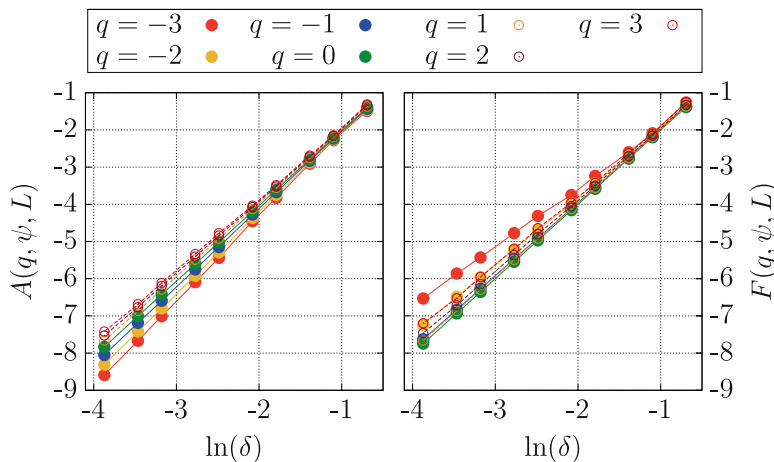 q = −3 q = −1 q = 1 q = 3
q = −2 q = 0 q = 2
A(q, ψ, L)
-1
-2
-3
-4
-5
-6
-7
-8
-9
-4 -3 -2 -1
ln(δ)
-4 -3 -2 -1
ln(δ)
-1
-2
-3
-4
-5
-6
-7
-8
-9
F(q, ψ, L)